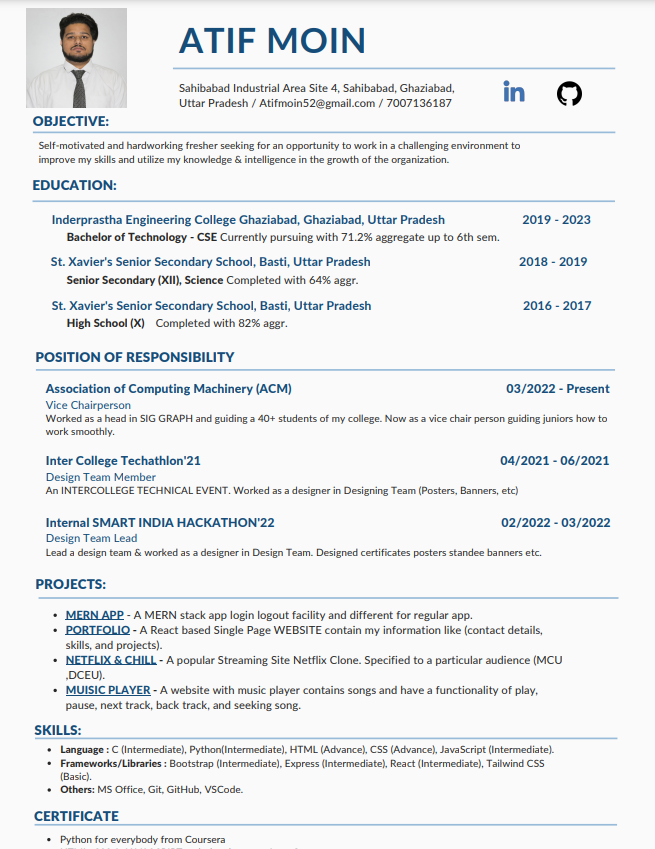 ATIF MOIN
Sahibabad Industrial Area Site 4, Sahibabad, Ghaziabad,
Uttar Pradesh / Atifmoin52@gmail.com / 7007136187
in
OBJECTIVE:
Self-motivated and hardworking fresher seeking for an opportunity to work in a challenging environment to
improve my skills and utilize my knowledge & intelligence in the growth of the organization.
EDUCATION:
Inderprastha Engineering College Ghaziabad, Ghaziabad, Uttar Pradesh 2019 - 2023
Bachelor of Technology - CSE Currently pursuing with 71.2% aggregate up to 6th sem.
St. Xavier's Senior Secondary School, Basti, Uttar Pradesh 2018 - 2019
Senior Secondary (XII), Science Completed with 64% aggr.
St. Xavier's Senior Secondary School, Basti, Uttar Pradesh 2016 - 2017
High School (X) Completed with 82% aggr.
POSITION OF RESPONSIBILITY
Association of Computing Machinery (ACM) 03/2022 - Present
Vice Chairperson
Worked as a head in SIG GRAPH and guiding a 40+ students of my college. Now as a vice chair person guiding juniors how to
work smoothly.
Inter College Techathlon'21 04/2021 - 06/2021
Design Team Member
An INTERCOLLEGE TECHNICAL EVENT. Worked as a designer in Designing Team (Posters, Banners, etc)
Internal SMART INDIA HACKATHON'22 02/2022 - 03/2022
Design Team Lead
Lead a design team & worked as a designer in Design Team. Designed certificates posters standee banners etc.
PROJECTS:
• MERN APP - A MERN stack app login logout facility and different for regular app.
• PORTFOLIO - A React based Single Page WEBSITE contain my information like (contact details,
skills, and projects).
• NETFLIX & CHILL - A popular Streaming Site Netflix Clone. Specified to a particular audience (MCU
,DCEU).
• MUISIC PLAYER - A website with music player contains songs and have a functionality of play,
pause, next track, back track, and seeking song.
SKILLS:
• Language : C (Intermediate), Python(Intermediate), HTML (Advance), CSS (Advance), JavaScript (Intermediate).
• Frameworks/Libraries : Bootstrap (Intermediate), Express (Intermediate), React (Intermediate), Tailwind CSS
(Basic).
• Others: MS Office, Git, GitHub, VSCode.
CERTIFICATE
• Python for everybody from Coursera